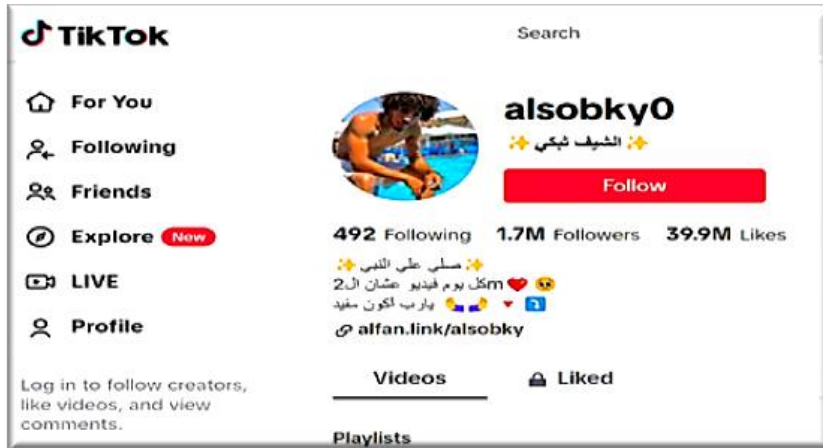 TikTok
Search
For You
Following
Friends
Explore New
LIVE
Profile
Log in to follow creators,
like videos, and view
comments.
alsobky0
✨ الشيف ثبكي ✨
Follow
492 Following 1.7M Followers 39.9M Likes
✨ صلي علي النبي ✨
كل يوم فيديو عشان ال2m
يارب اكون مفيد
alfan.link/alsobky
Videos
Liked
Playlists